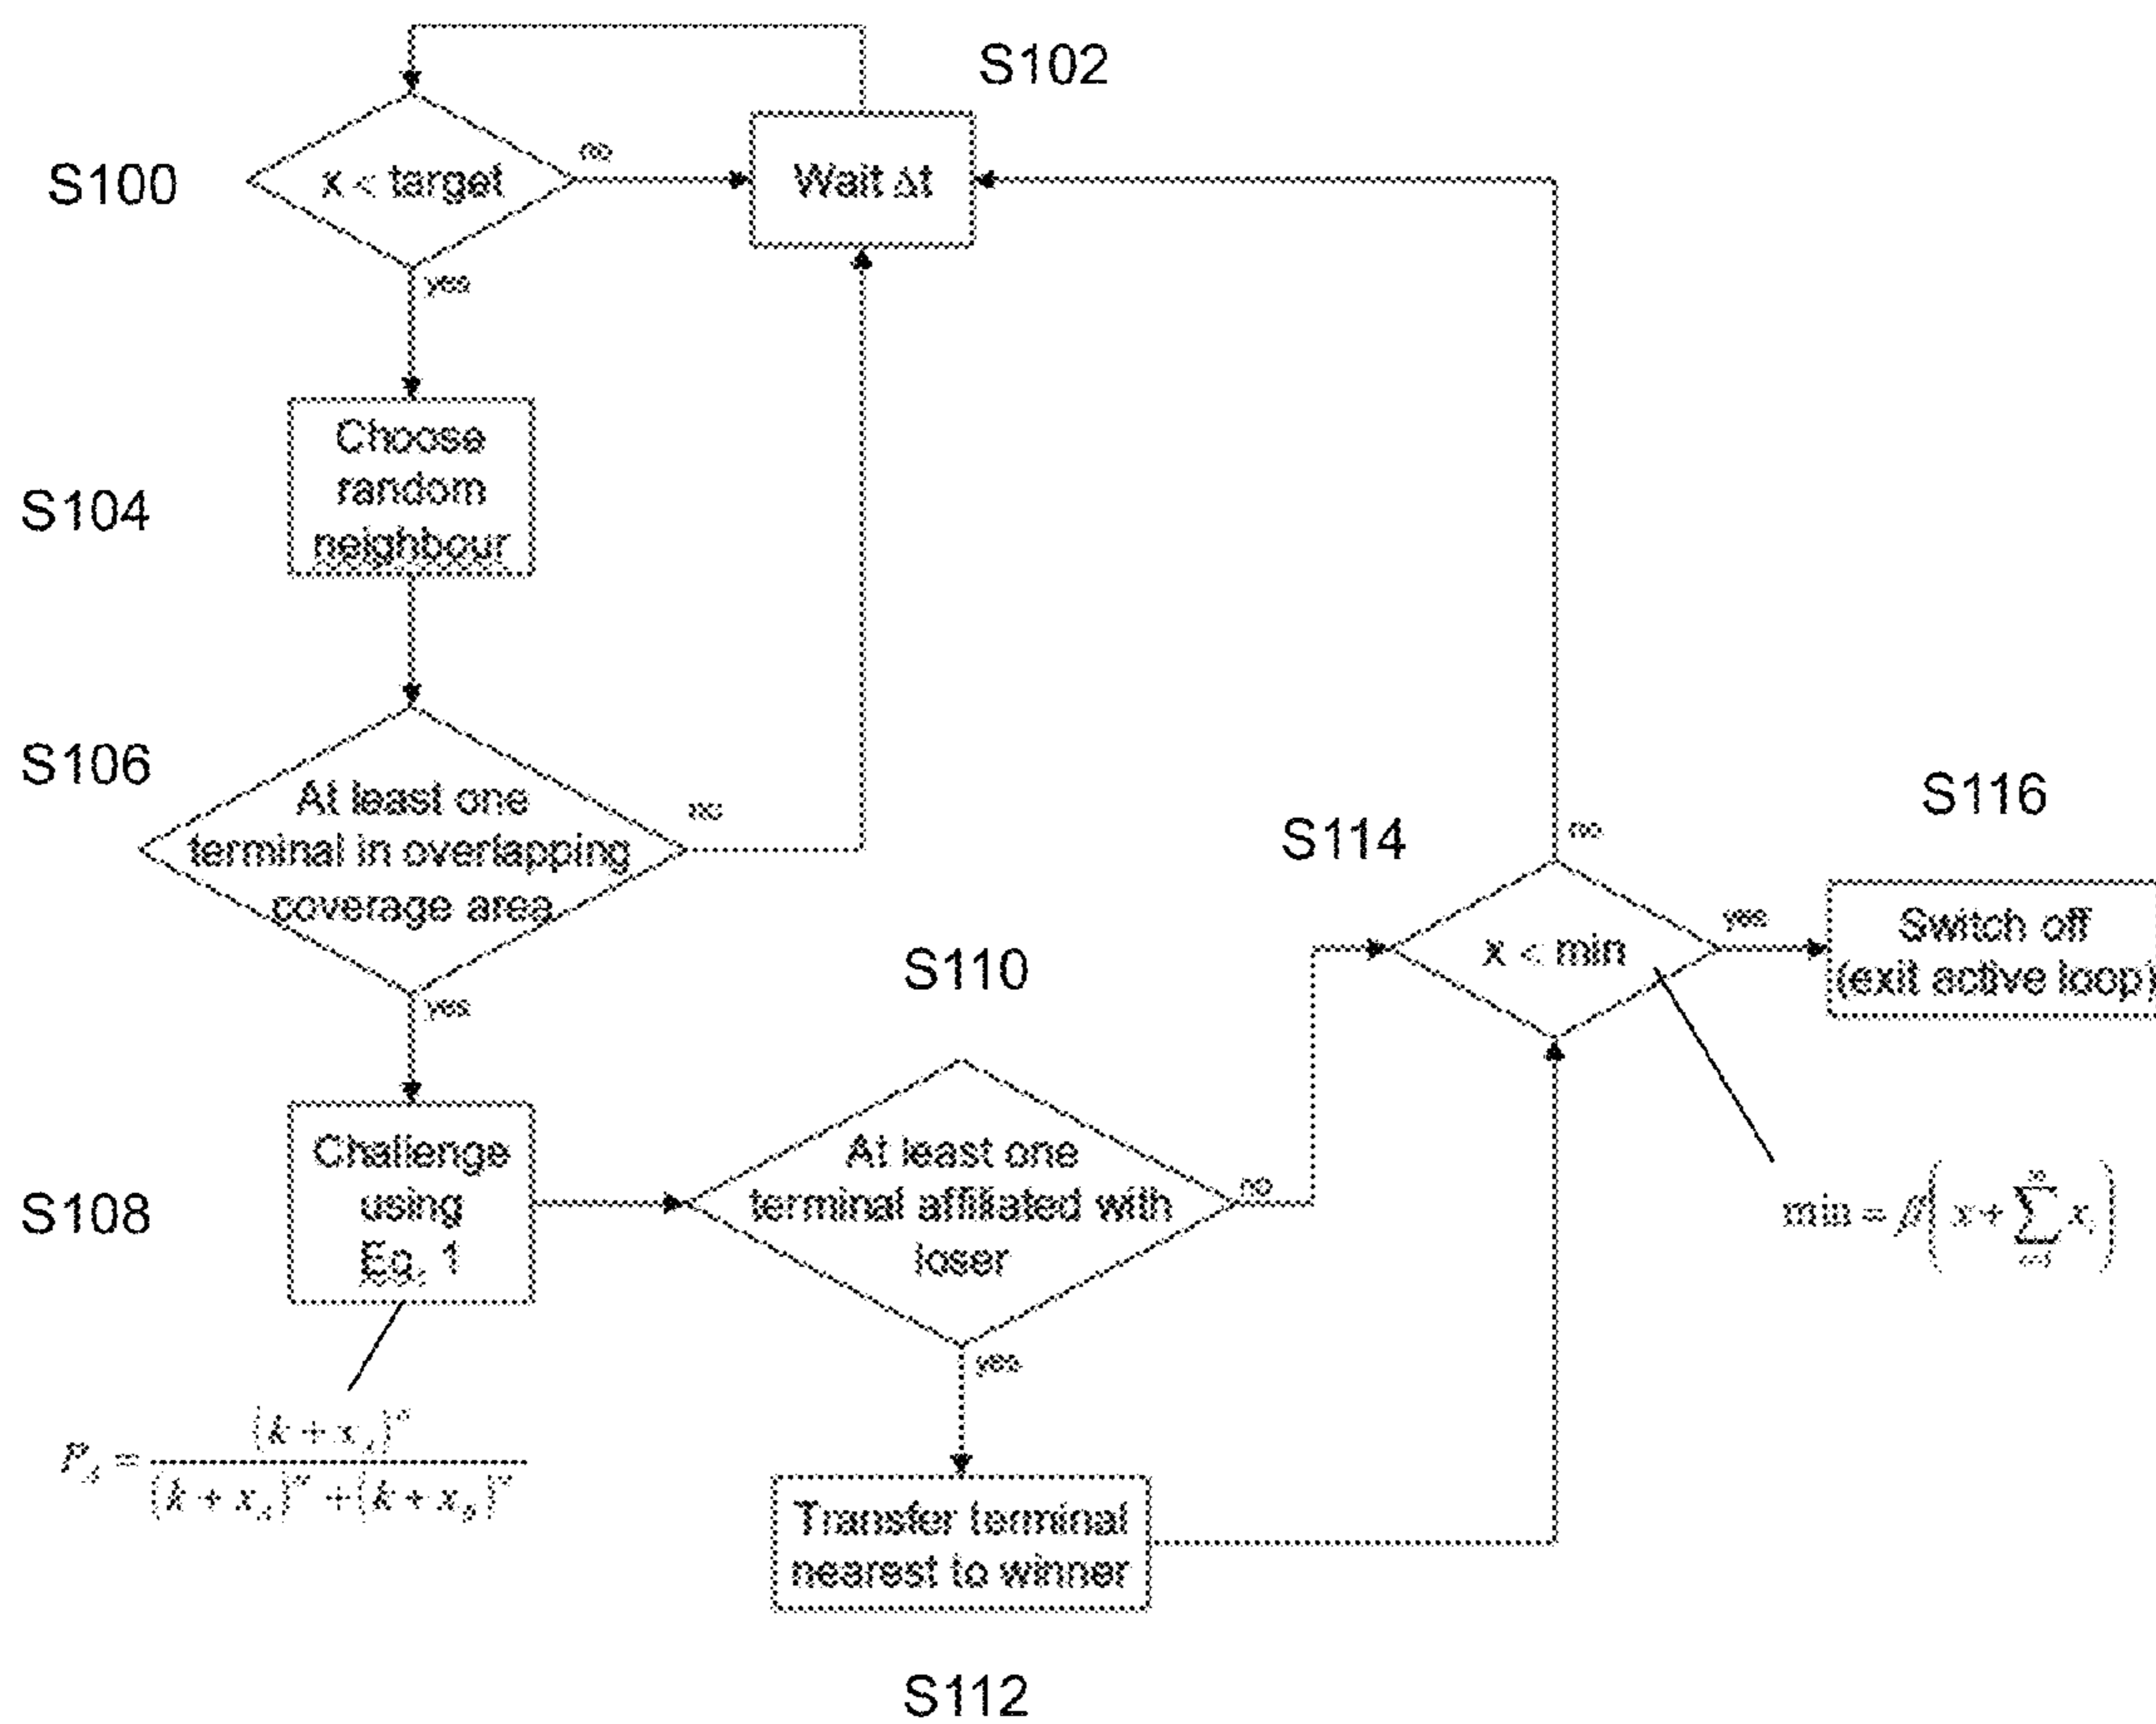 S102
S100
x < target
no
Wait Δt
yes
S104
Choose
random
neighbour
S106
At least one
terminal in overlapping
coverage area
no
yes
S108
Challenge
using
Eq. 1
S110
At least one
terminal affiliated with
loser
no
yes
S112
Transfer terminal
nearest to winner
S114
x < min
no
yes
S116
Switch off
(exit active loop)
min =